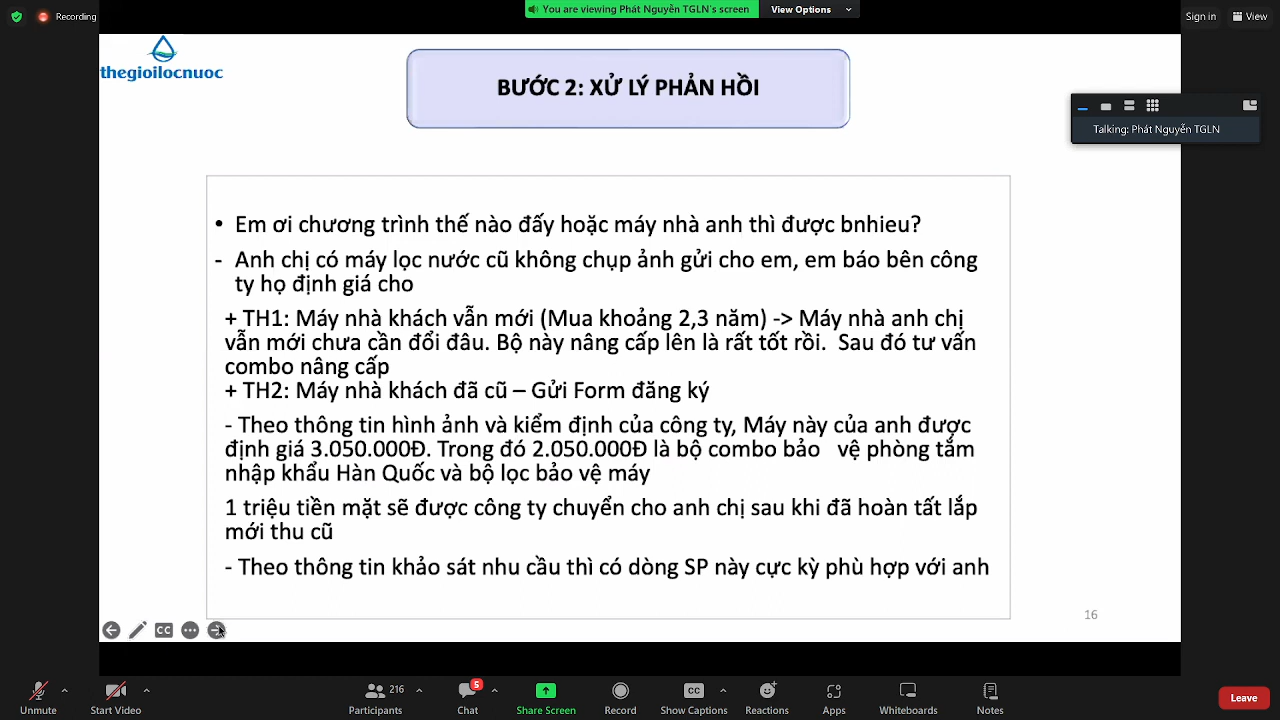 You are viewing Phát Nguyễn TGLN's screen
View Options
Recording
Sign in
View
thegioilocnuoc
BƯỚC 2: XỬ LÝ PHẢN HỒI
Talking: Phát Nguyễn TGLN
• Em ơi chương trình thế nào đấy hoặc máy nhà anh thì được bnhieu?
- Anh chị có máy lọc nước cũ không chụp ảnh gửi cho em, em báo bên công
ty họ định giá cho
+ TH1: Máy nhà khách vẫn mới (Mua khoảng 2,3 năm) -> Máy nhà anh chị
vẫn mới chưa cần đổi đâu. Bộ này nâng cấp lên là rất tốt rồi. Sau đó tư vấn
combo nâng cấp
+ TH2: Máy nhà khách đã cũ – Gửi Form đăng ký
- Theo thông tin hình ảnh và kiểm định của công ty, Máy này của anh được
định giá 3.050.000Đ. Trong đó 2.050.000Đ là bộ combo bảo vệ phòng tắm
nhập khẩu Hàn Quốc và bộ lọc bảo vệ máy
1 triệu tiền mặt sẽ được công ty chuyển cho anh chị sau khi đã hoàn tất lắp
mới thu cũ
- Theo thông tin khảo sát nhu cầu thì có dòng SP này cực kỳ phù hợp với anh
16
CC
216
5
CC
Unmute
Start Video
Participants
Chat
Share Screen
Record
Show Captions
Reactions
Apps
Whiteboards
Notes
Leave